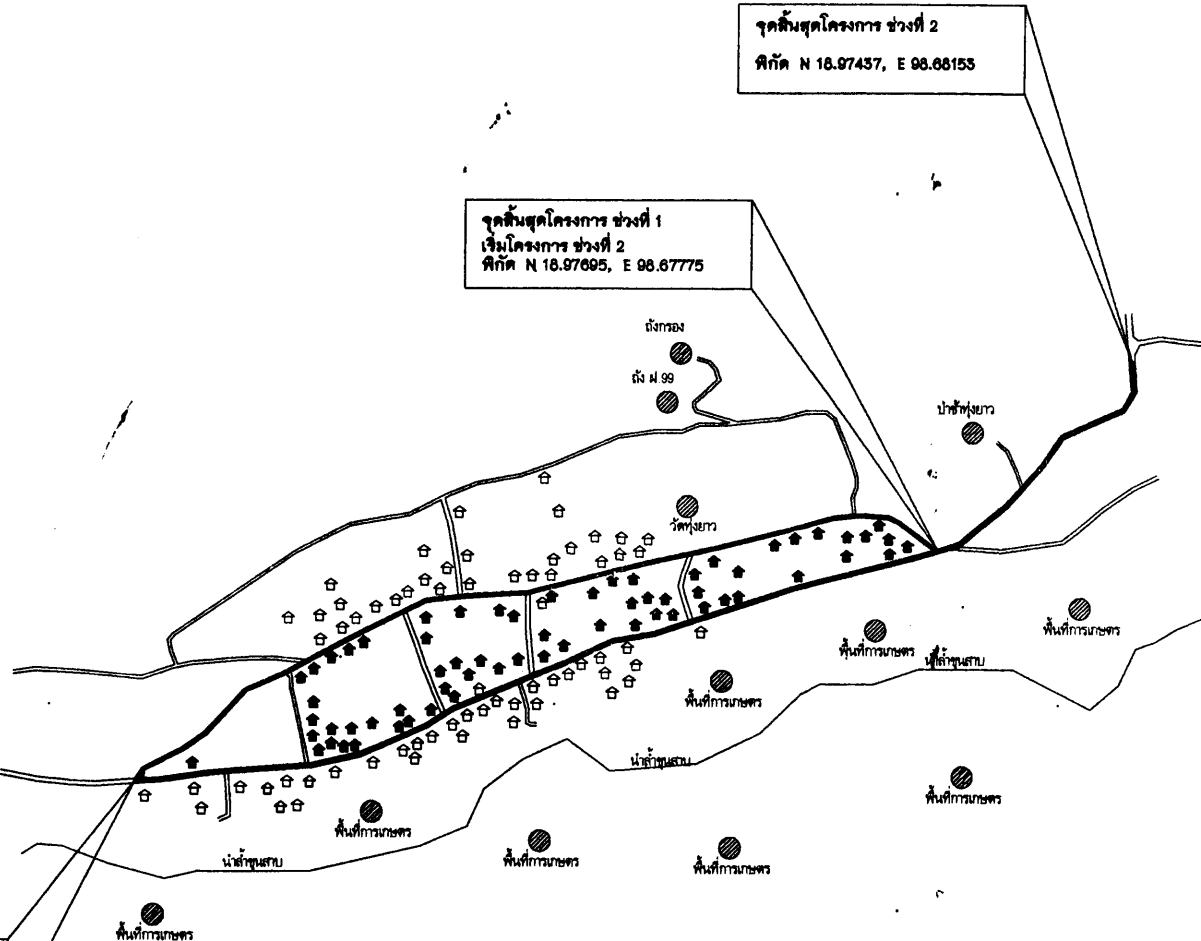 จุดสิ้นสุดโครงการ ช่วงที่ 2
พิกัด N 18.97437, E 98.68153
จุดสิ้นสุดโครงการ ช่วงที่ 1
เริ่มโครงการ ช่วงที่ 2
พิกัด N 18.97695, E 98.67775
ถังกรอง
ถัง ฝ.99
ป่าช้าทุ่งยาว
วัดทุ่งยาว
พื้นที่การเกษตร
พื้นที่การเกษตร
น้ำลำขุนสาบ
พื้นที่การเกษตร
น้ำลำขุนสาบ
พื้นที่การเกษตร
พื้นที่การเกษตร
น้ำลำขุนสาบ
พื้นที่การเกษตร
พื้นที่การเกษตร
พื้นที่การเกษตร